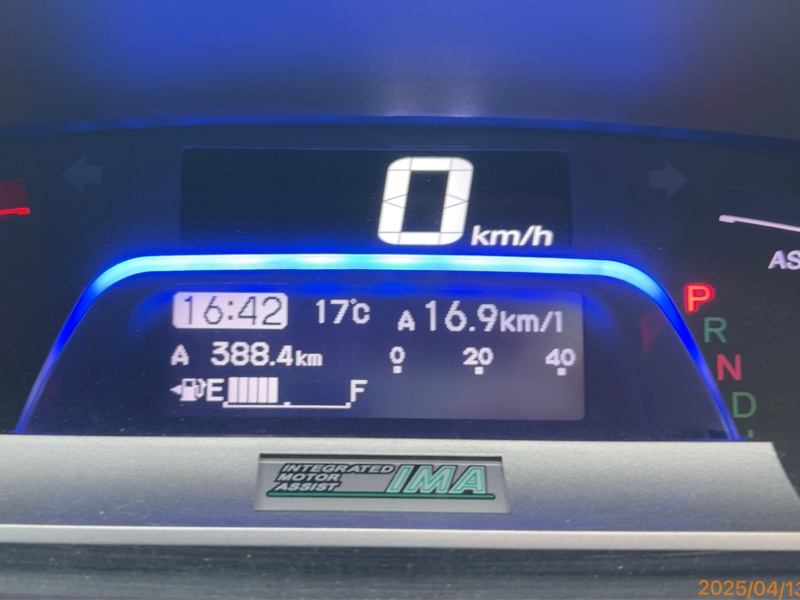 0 km/h
AS
16:42 17°C A 16.9km/l
A 388.4km 0 20 40
E F
P
R
N
D
INTEGRATED
MOTOR
ASSIST
IMA
2025/04/13